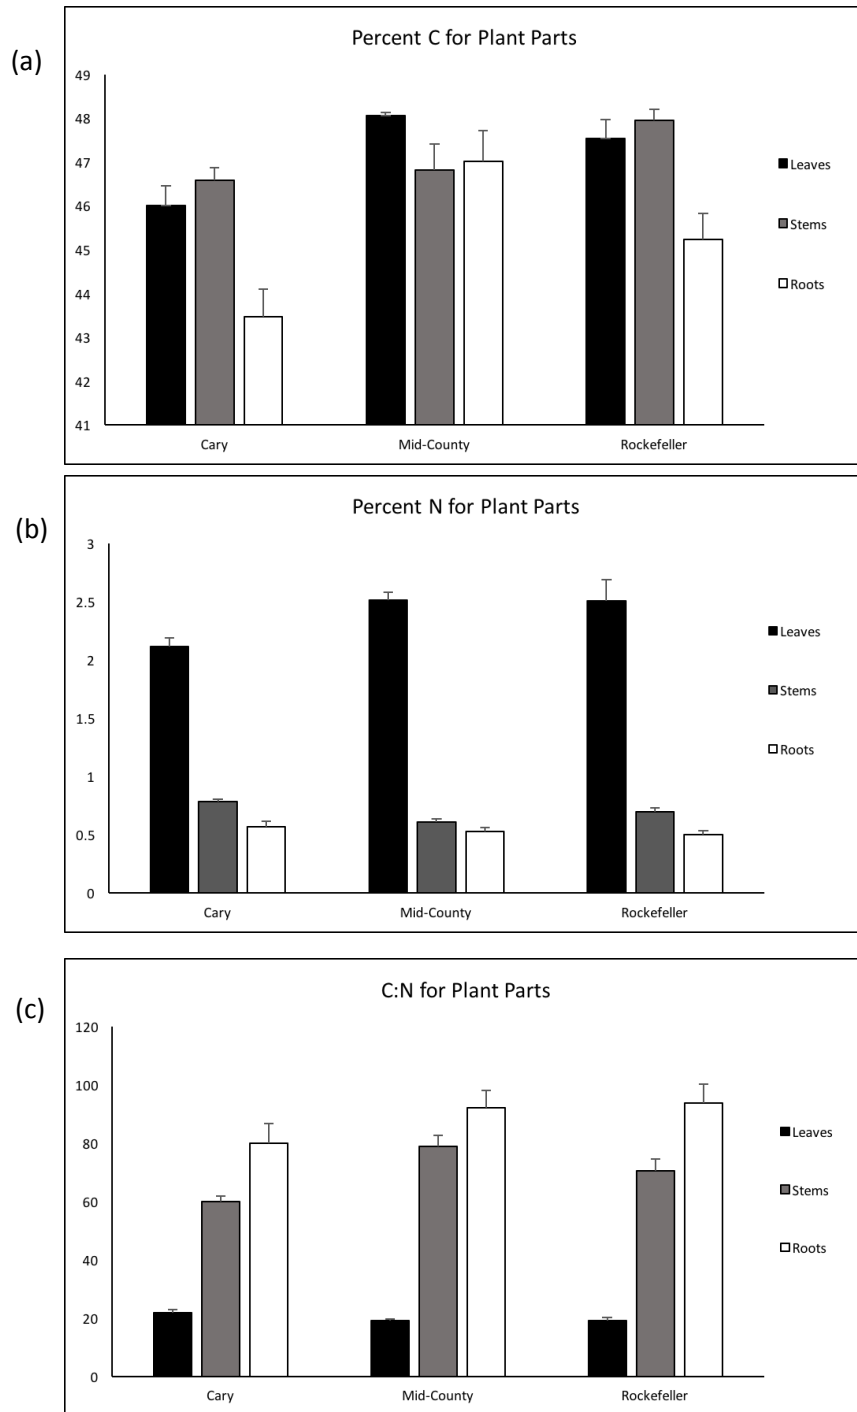 (a)
Percent C for Plant Parts
49
48
47
46
45
44
43
42
41
Cary Mid-County Rockefeller
Leaves
Stems
Roots
(b)
Percent N for Plant Parts
3
2.5
2
1.5
1
0.5
0
Cary Mid-County Rockefeller
Leaves
Stems
Roots
(c)
C:N for Plant Parts
120
100
80
60
40
20
0
Cary Mid-County Rockefeller
Leaves
Stems
Roots